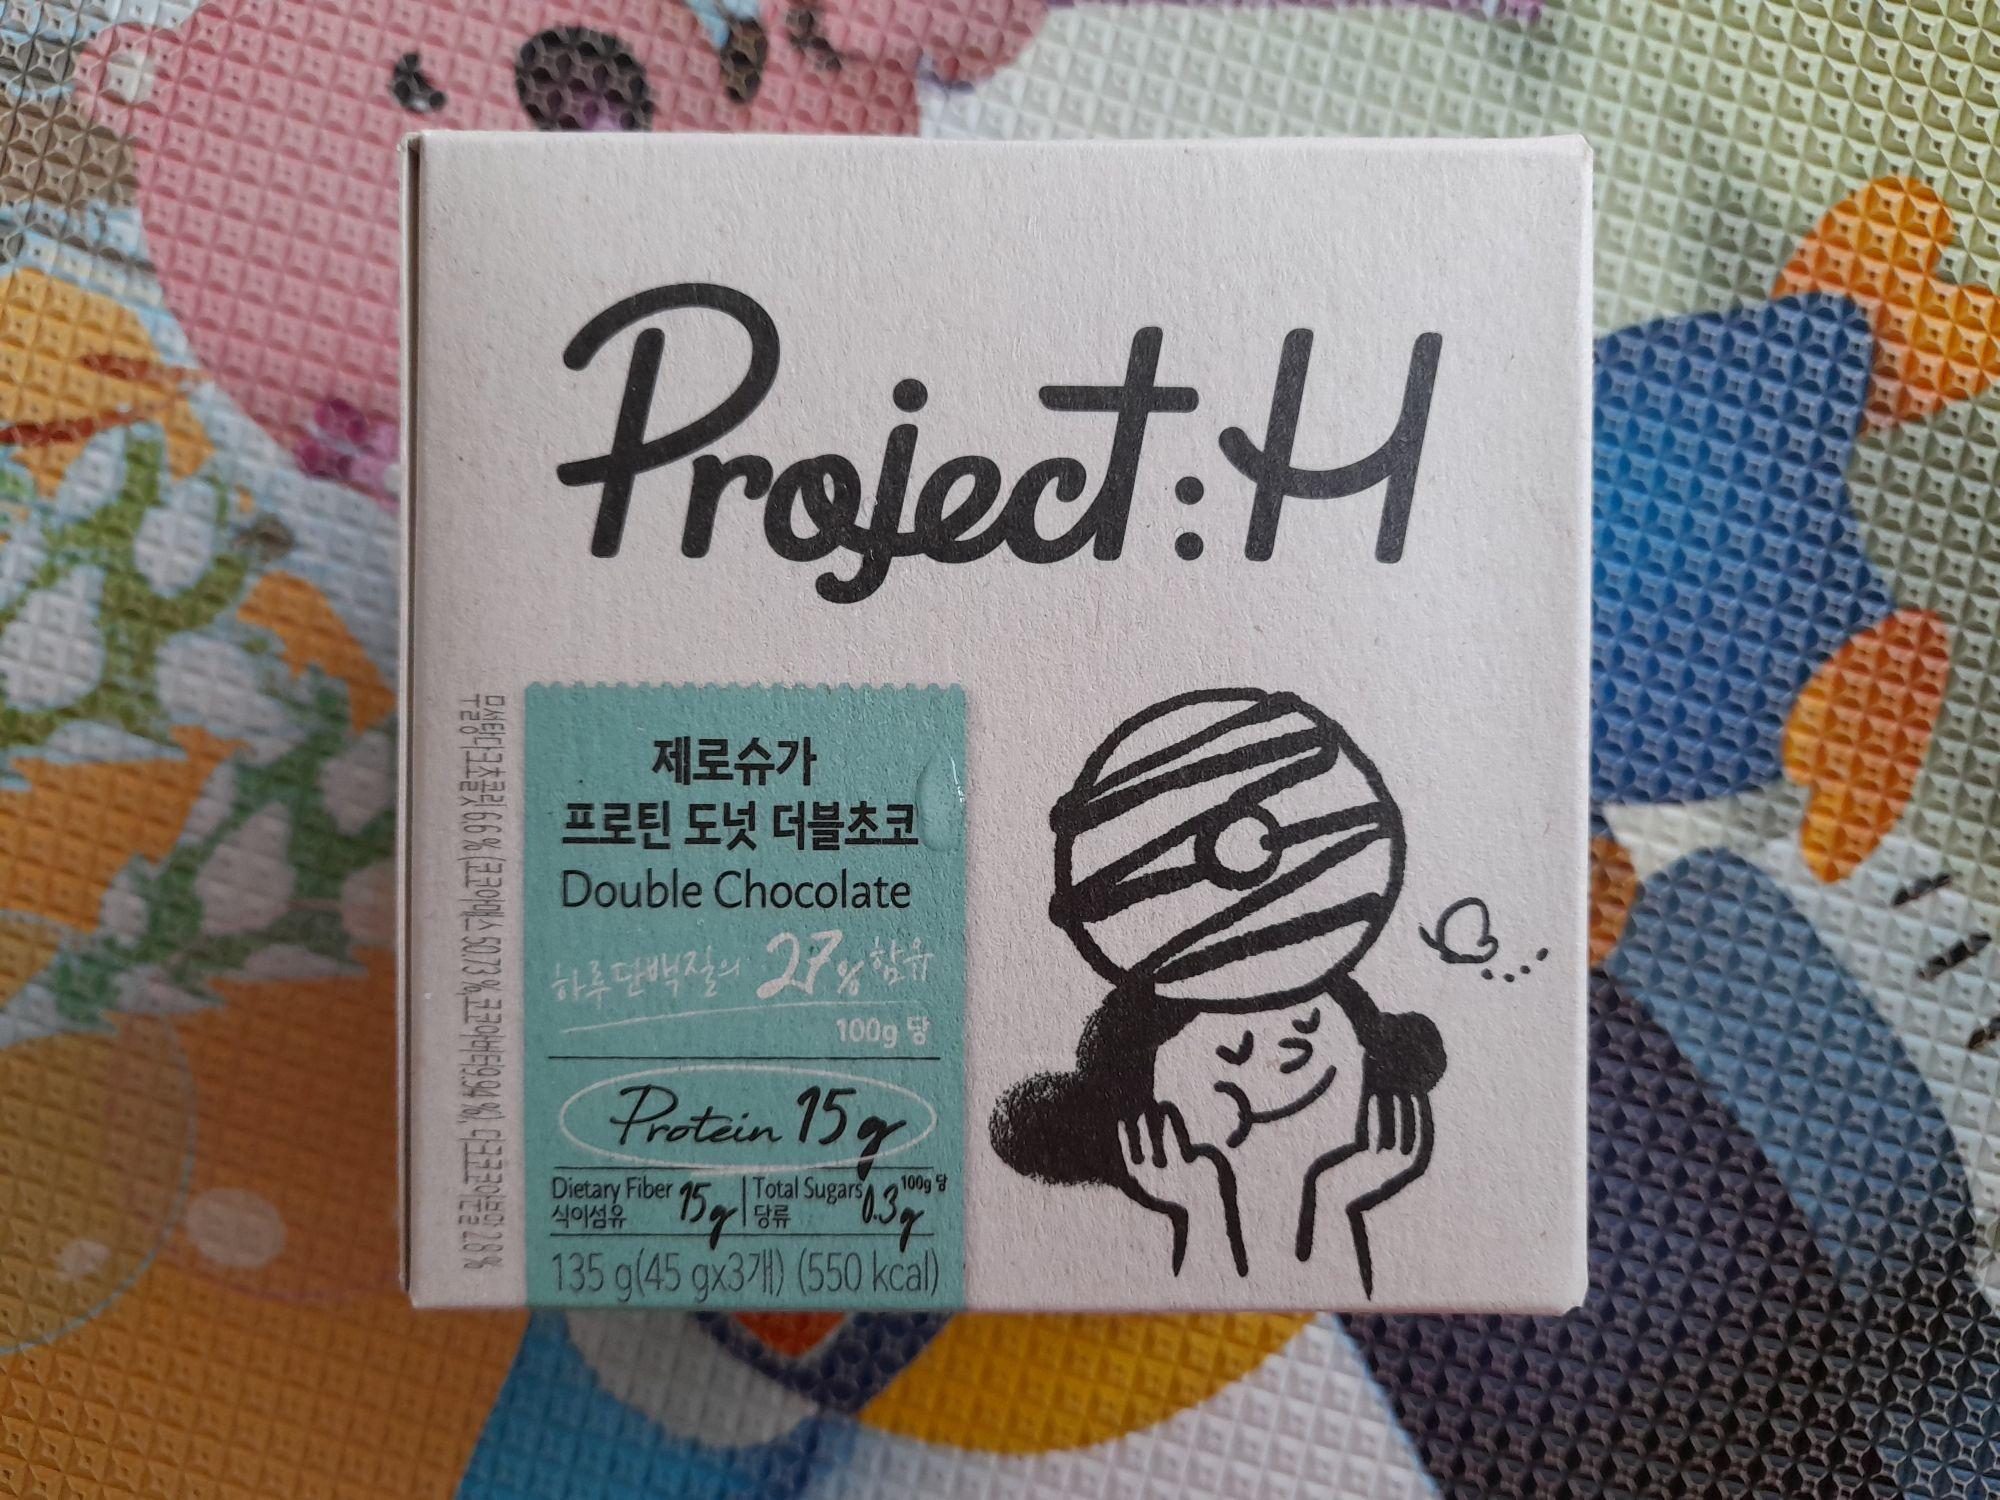 Project:H
제로슈가
프로틴 도넛 더블초코
Double Chocolate
하루단백질의 27% 함유
100g 당
Protein 15g
Dietary Fiber 15g
식이섬유
Total Sugars 0.3g
당류
100g 당
135 g(45 gx3개) (550 kcal)